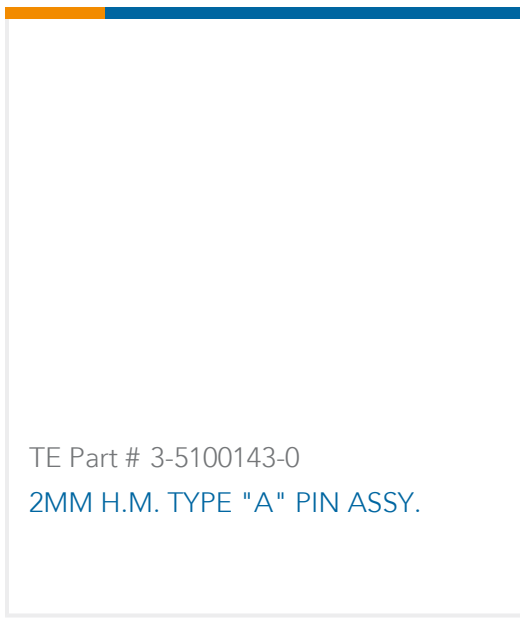 TE Part # 3-5100143-0
2MM H.M. TYPE "A" PIN ASSY.